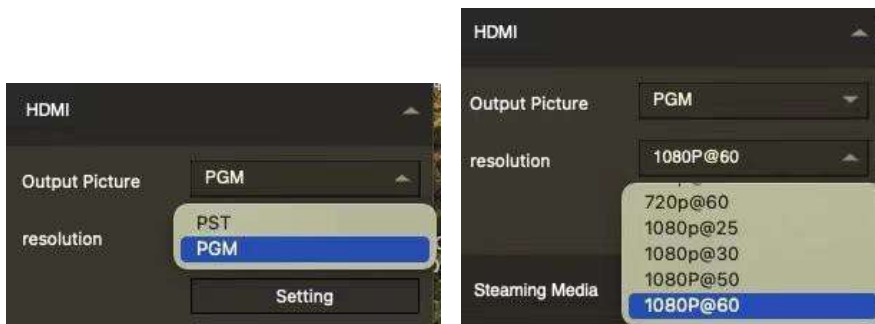 HDMI
Output Picture
PGM
resolution
PST
PGM
Setting
HDMI
Output Picture
PGM
resolution
1080P@60
720p@60
1080p@25
1080p@30
1080P@50
1080P@60
Steaming Media